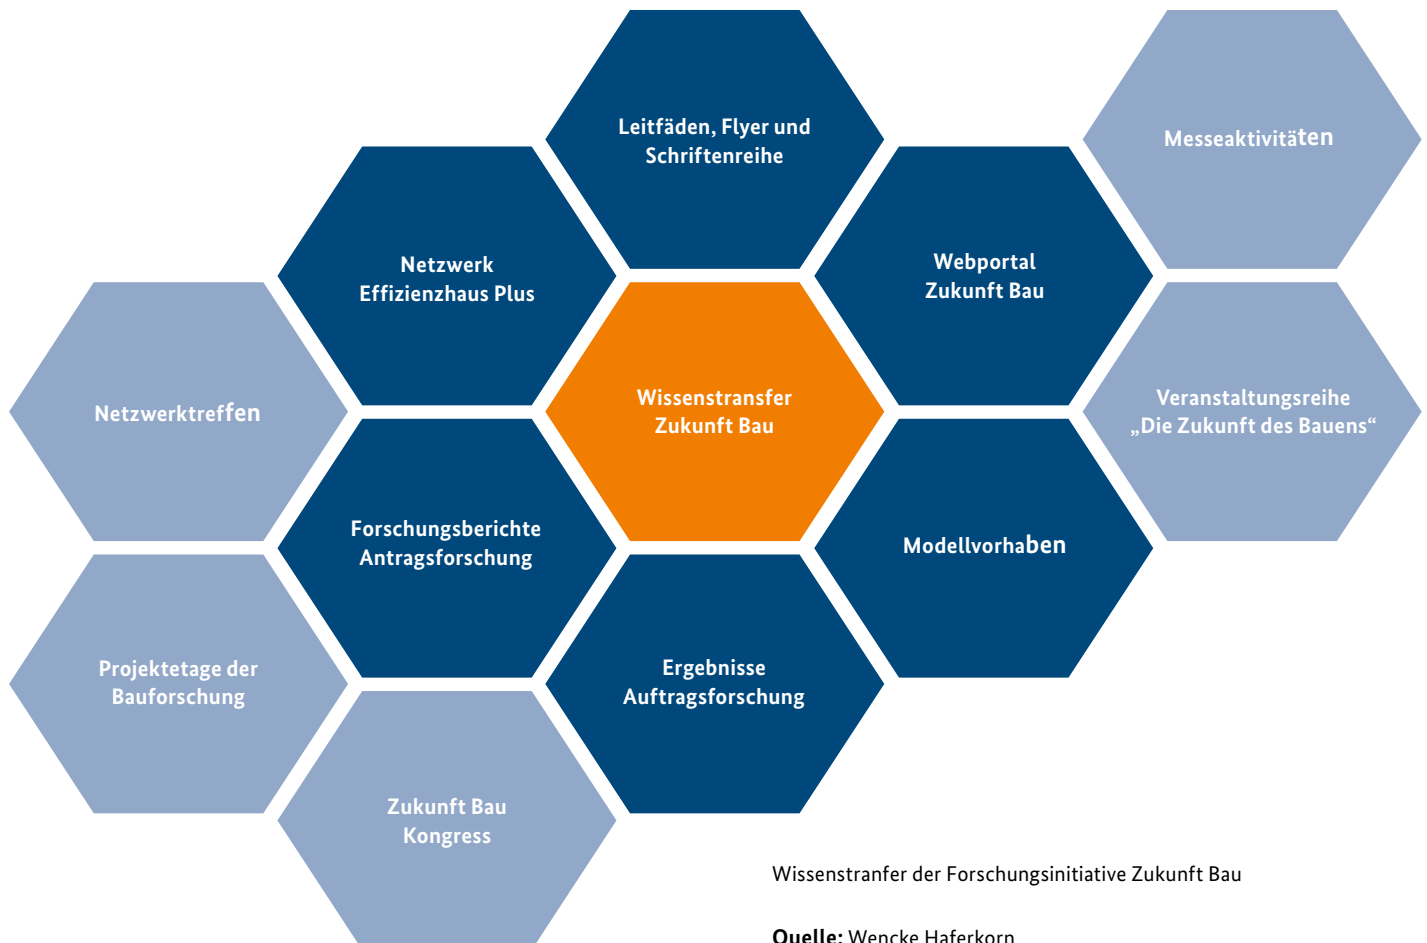 Leitfäden, Flyer und
Schriftenreihe
Messeaktivitäten
Netzwerk
Effizienzhaus Plus
Webportal
Zukunft Bau
Netzwerktreffen
Wissenstransfer
Zukunft Bau
Veranstaltungsreihe
„Die Zukunft des Bauens“
Forschungsberichte
Antragsforschung
Modellvorhaben
Projektetage der
Bauforschung
Ergebnisse
Auftragsforschung
Zukunft Bau
Kongress
Wissenstranfer der Forschungsinitiative Zukunft Bau
Quelle: Wencke Haferkorn